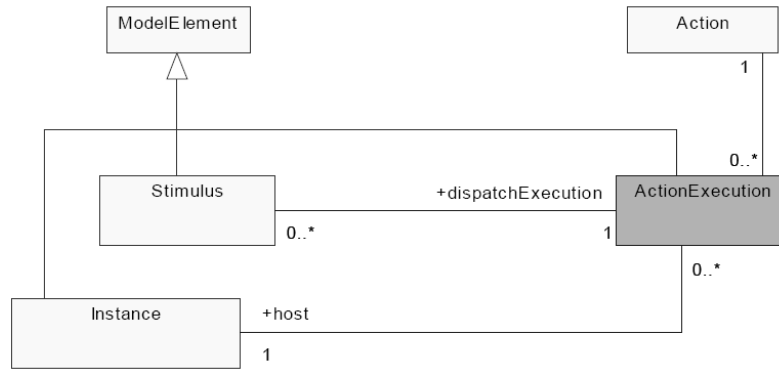 ModelElement
Action
1
0..*
Stimulus
+dispatchExecution
ActionExecution
0..*
1
0..*
Instance
+host
1